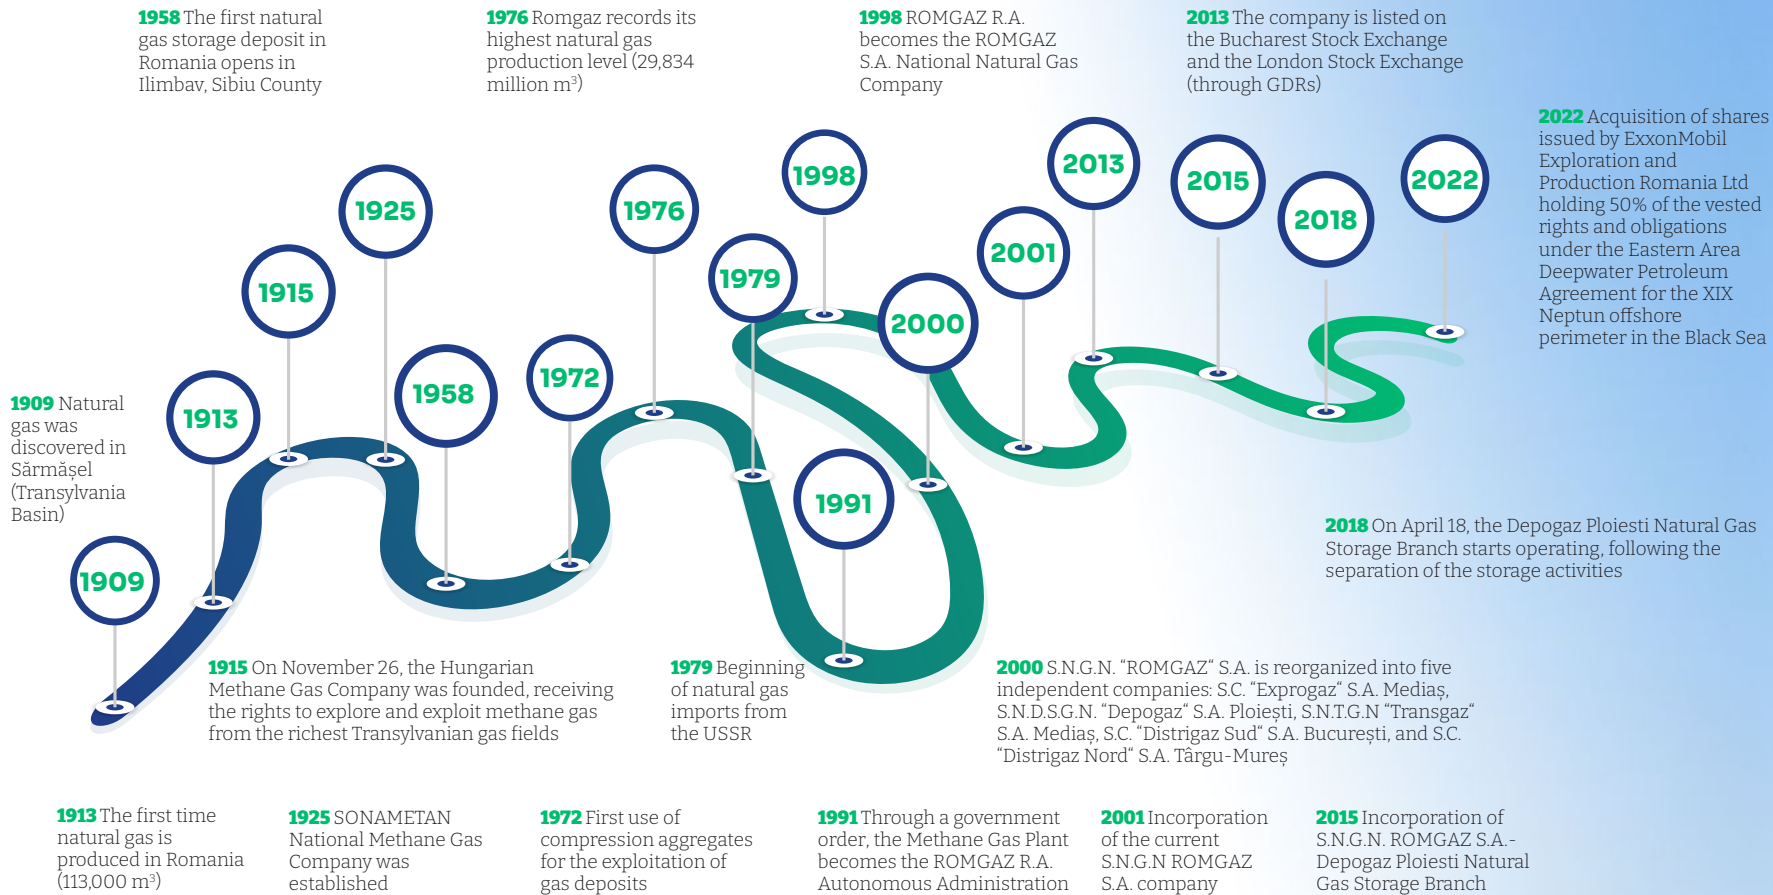 1958 The first natural
gas storage deposit in
Romania opens in
Ilimbav, Sibiu County
1976 Romgaz records its
highest natural gas
production level (29,834
million m³)
1998 ROMGAZ R.A.
becomes the ROMGAZ
S.A. National Natural Gas
Company
2013 The company is listed on
the Bucharest Stock Exchange
and the London Stock Exchange
(through GDRs)
2022 Acquisition of shares
issued by ExxonMobil
Exploration and
Production Romania Ltd
holding 50% of the vested
rights and obligations
under the Eastern Area
Deepwater Petroleum
Agreement for the XIX
Neptun offshore
perimeter in the Black Sea
1909
1913
1915
1925
1958
1972
1976
1979
1998
1991
2000
2001
2013
2015
2018
2022
1909 Natural
gas was
discovered in
Sărmășel
(Transylvania
Basin)
2018 On April 18, the Depogaz Ploiesti Natural Gas
Storage Branch starts operating, following the
separation of the storage activities
1915 On November 26, the Hungarian
Methane Gas Company was founded, receiving
the rights to explore and exploit methane gas
from the richest Transylvanian gas fields
1979 Beginning
of natural gas
imports from
the USSR
2000 S.N.G.N. “ROMGAZ“ S.A. is reorganized into five
independent companies: S.C. “Exprogaz“ S.A. Mediaș,
S.N.D.S.G.N. “Depogaz“ S.A. Ploiești, S.N.T.G.N “Transgaz“
S.A. Mediaș, S.C. “Distrigaz Sud“ S.A. București, and S.C.
“Distrigaz Nord“ S.A. Târgu-Mureș
1913 The first time
natural gas is
produced in Romania
(113,000 m³)
1925 SONAMETAN
National Methane Gas
Company was
established
1972 First use of
compression aggregates
for the exploitation of
gas deposits
1991 Through a government
order, the Methane Gas Plant
becomes the ROMGAZ R.A.
Autonomous Administration
2001 Incorporation
of the current
S.N.G.N ROMGAZ
S.A. company
2015 Incorporation of
S.N.G.N. ROMGAZ S.A.-
Depogaz Ploiesti Natural
Gas Storage Branch